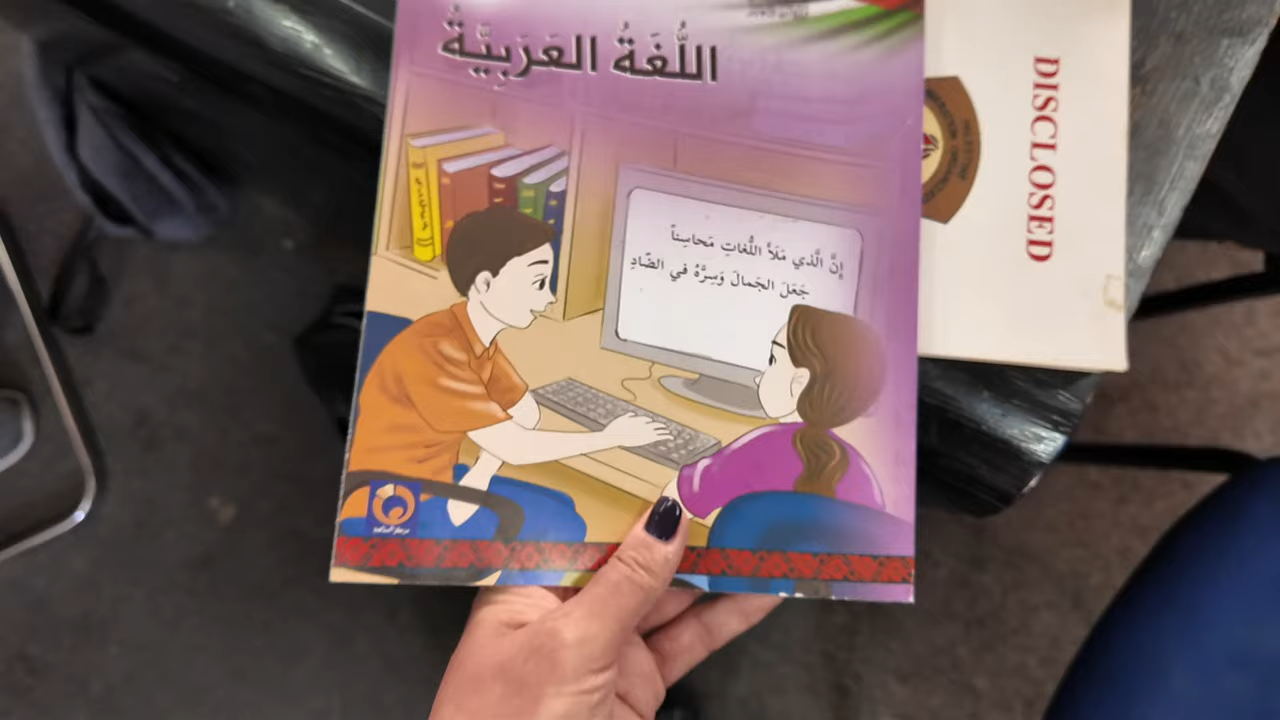 اللُّغَةُ العَرَبِيَّةُ
إِنَّ الَّذي مَلَأَ اللُّغاتِ مَحاسِناً
جَعَلَ الجَمالَ وَسِرَّهُ في الضّادِ
DISCLOSED